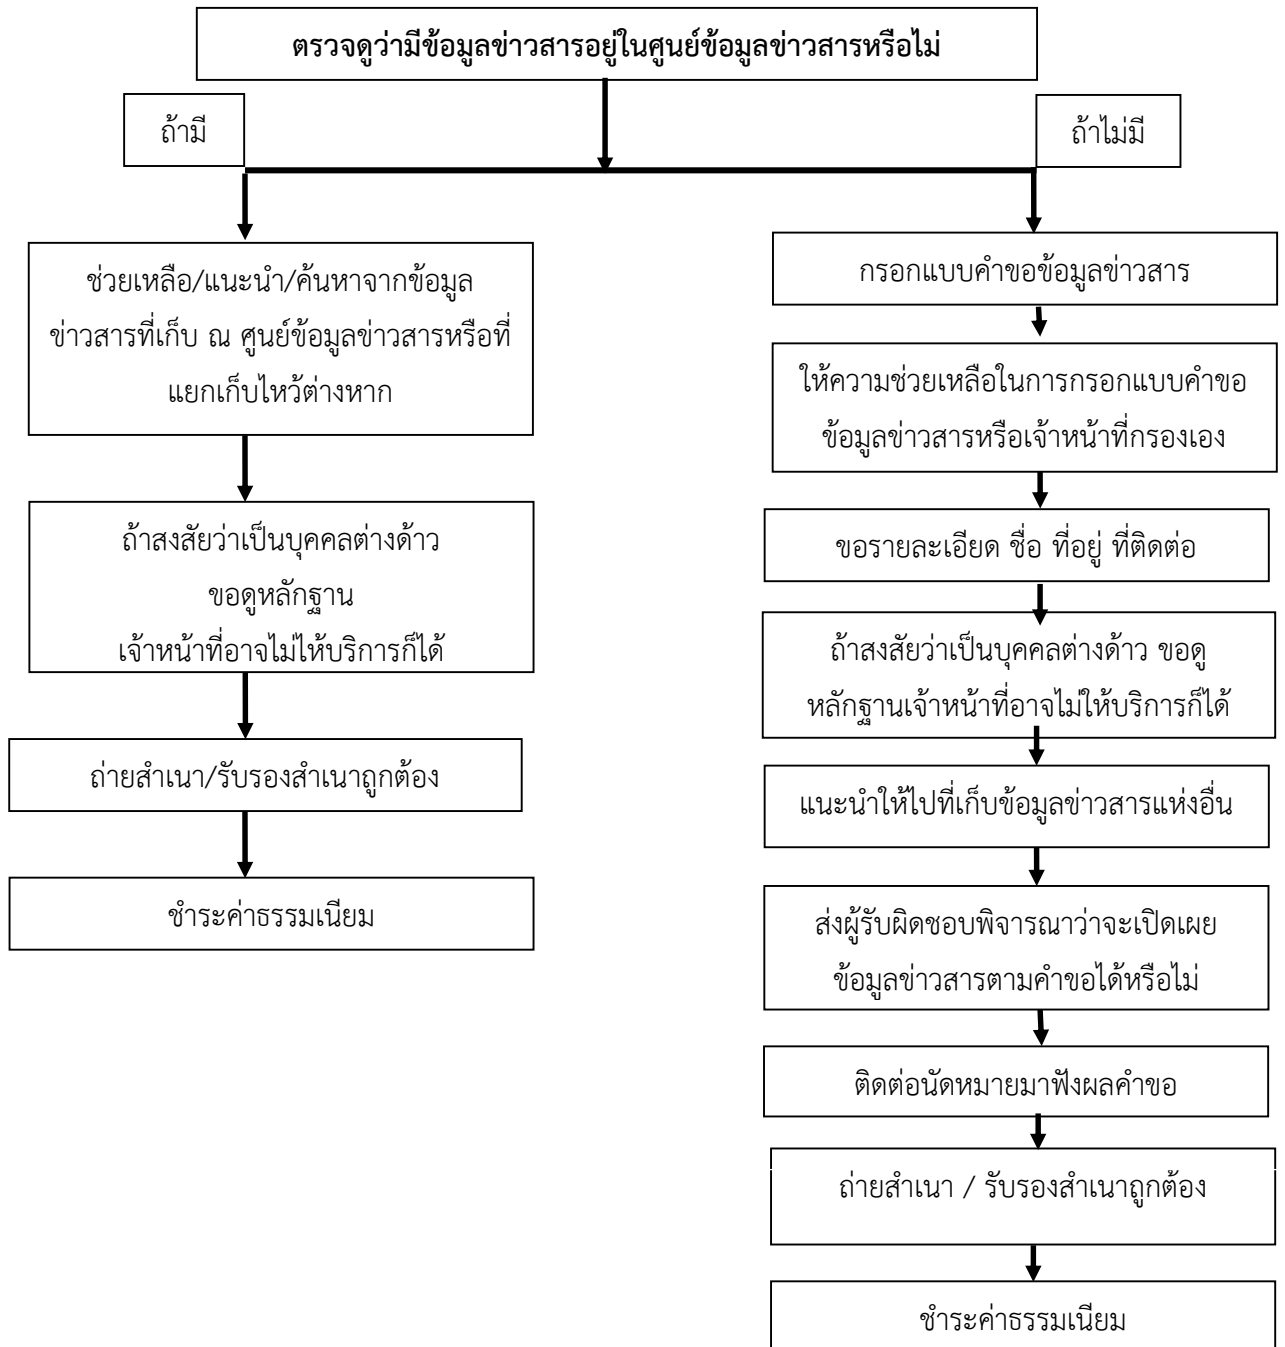 ตรวจดูว่ามีข้อมูลข่าวสารอยู่ในศูนย์ข้อมูลข่าวสารหรือไม่
ถ้ามี
ถ้าไม่มี
ช่วยเหลือ/แนะนำ/ค้นหาจากข้อมูล
ข่าวสารที่เก็บ ณ ศูนย์ข้อมูลข่าวสารหรือที่
แยกเก็บไหว้ต่างหาก
ถ้าสงสัยว่าเป็นบุคคลต่างด้าว
ขอดูหลักฐาน
เจ้าหน้าที่อาจไม่ให้บริการก็ได้
ถ่ายสำเนา/รับรองสำเนาถูกต้อง
ชำระค่าธรรมเนียม
กรอกแบบคำขอข้อมูลข่าวสาร
ให้ความช่วยเหลือในการกรอกแบบคำขอ
ข้อมูลข่าวสารหรือเจ้าหน้าที่กรองเอง
ขอรายละเอียด ชื่อ ที่อยู่ ที่ติดต่อ
ถ้าสงสัยว่าเป็นบุคคลต่างด้าว ขอดู
หลักฐานเจ้าหน้าที่อาจไม่ให้บริการก็ได้
แนะนำให้ไปที่เก็บข้อมูลข่าวสารแห่งอื่น
ส่งผู้รับผิดชอบพิจารณาว่าจะเปิดเผย
ข้อมูลข่าวสารตามคำขอได้หรือไม่
ติดต่อนัดหมายมาฟังผลคำขอ
ถ่ายสำเนา / รับรองสำเนาถูกต้อง
ชำระค่าธรรมเนียม